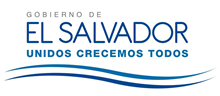 GOBIERNO DE
EL SALVADOR
UNIDOS CRECEMOS TODOS